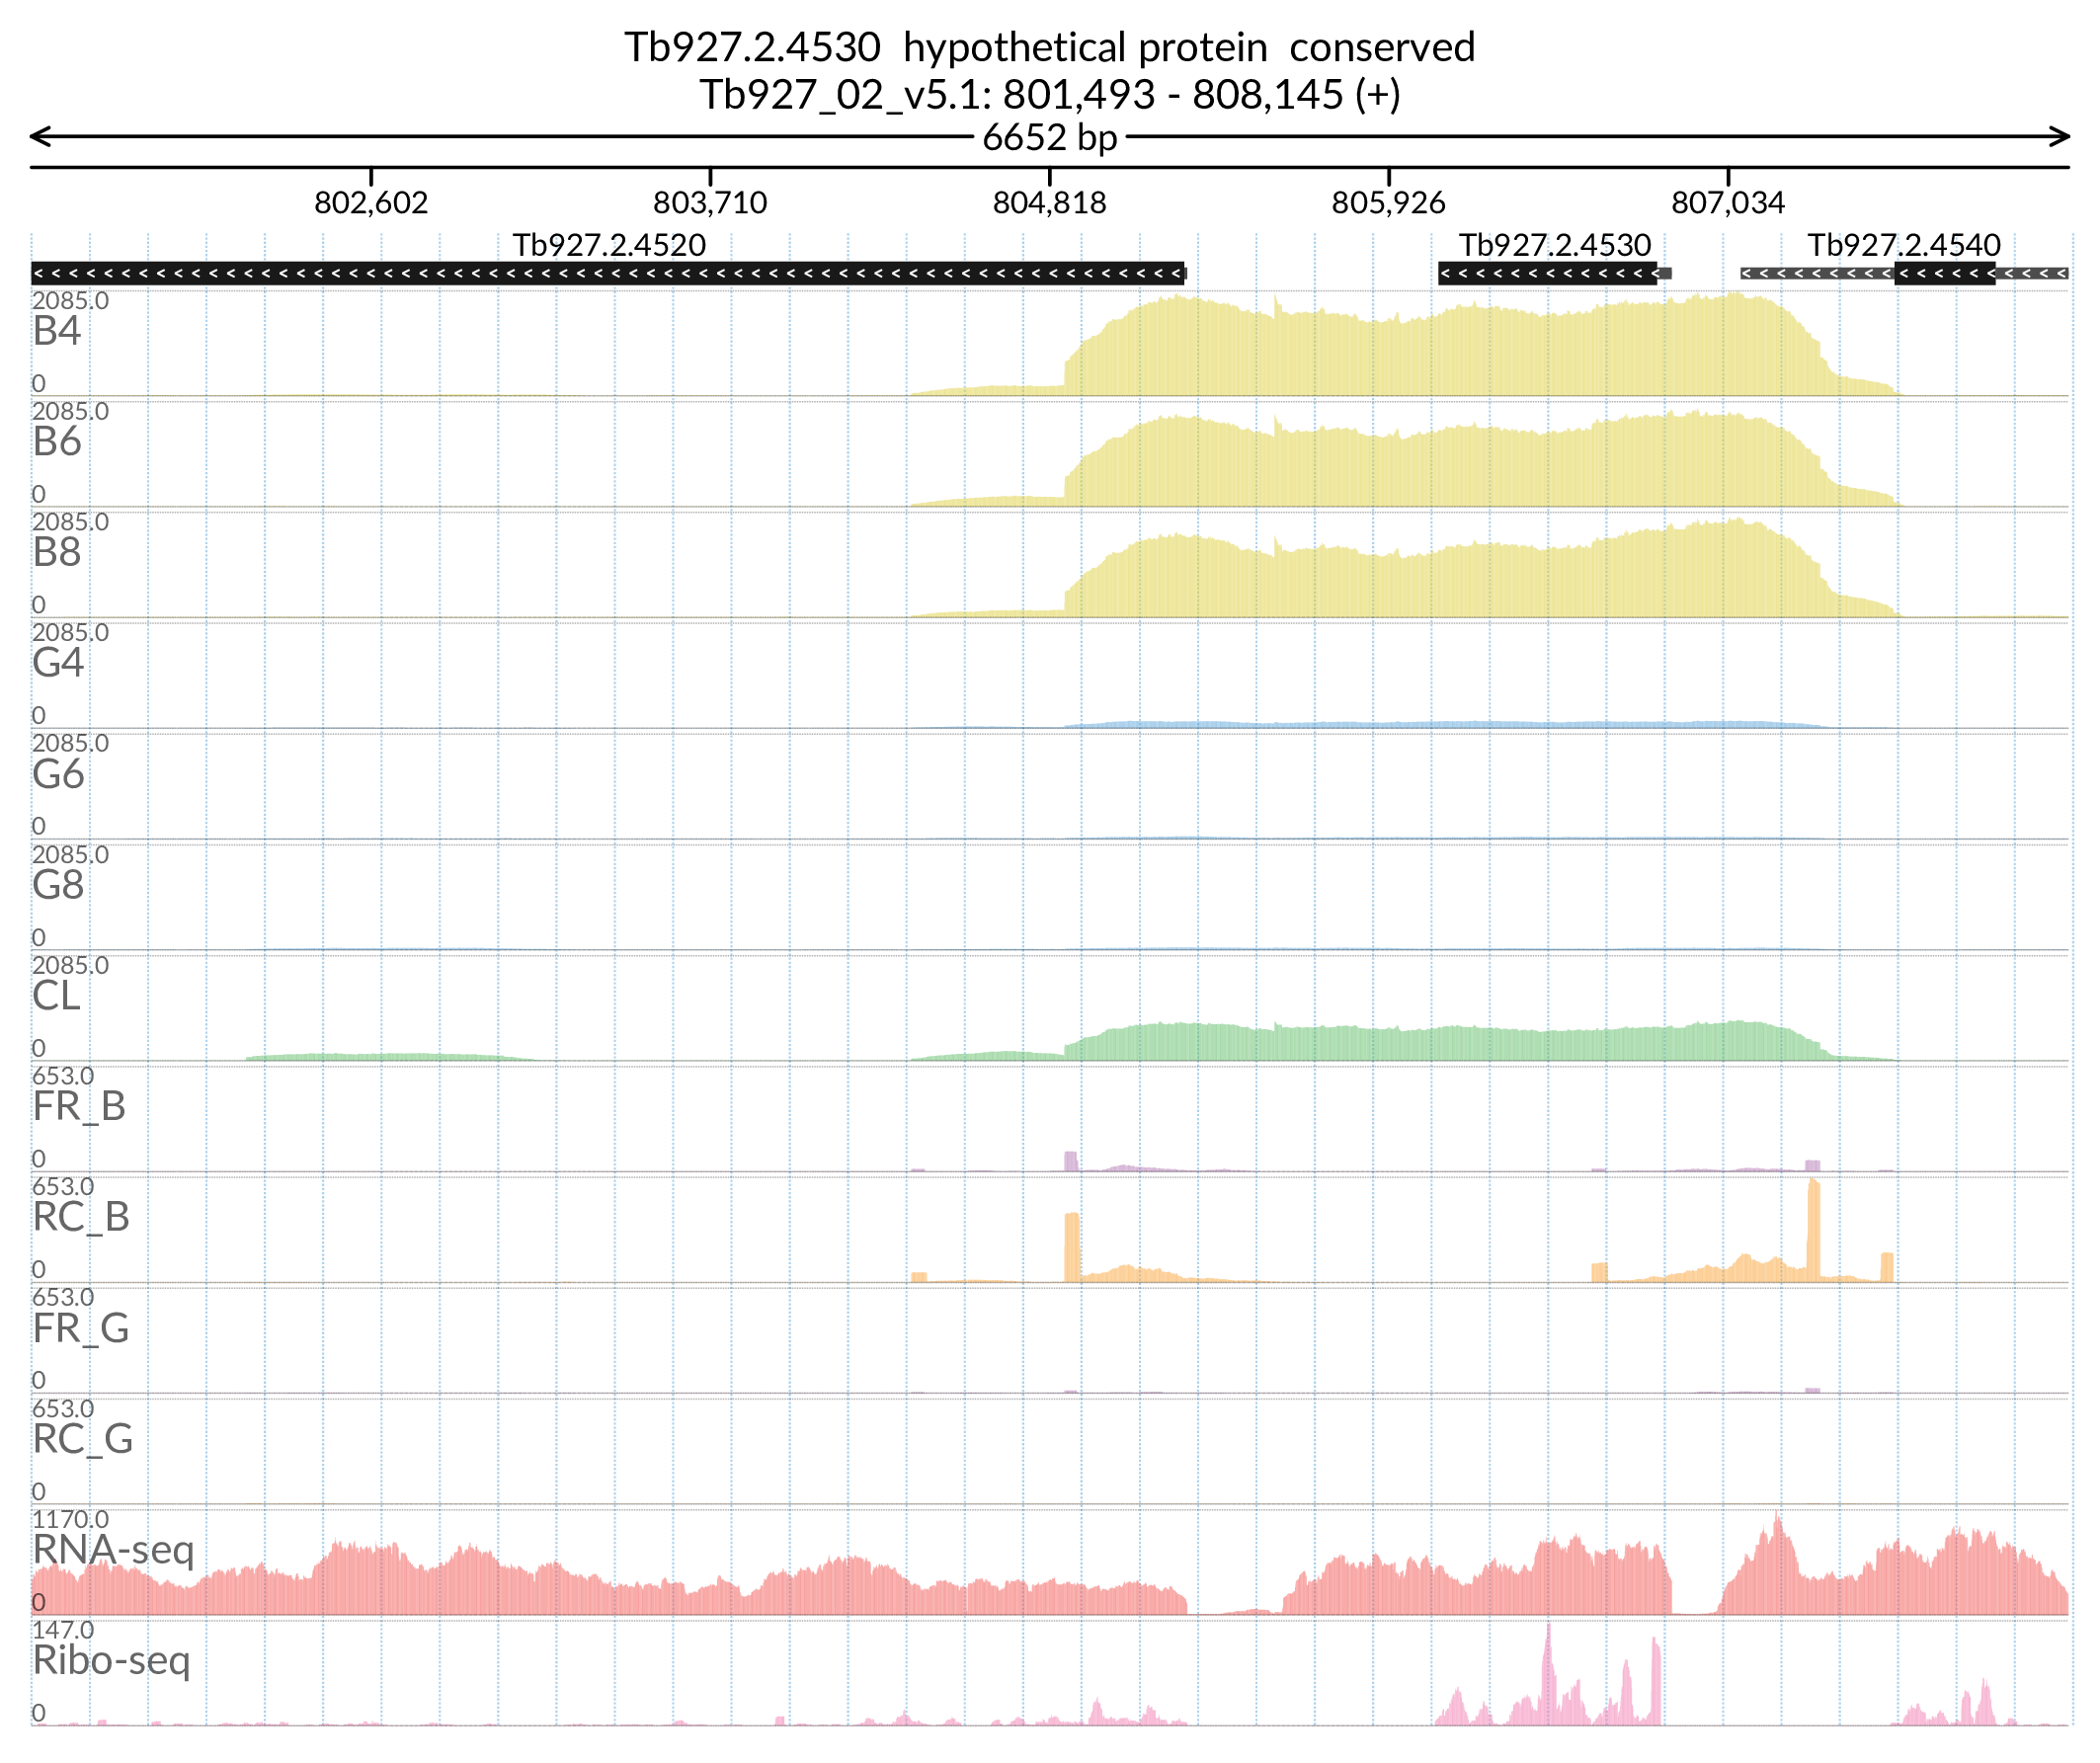 Tb927.2.4530  hypothetical protein  conserved
Tb927_02_v5.1: 801,493 - 808,145 (+)
6652 bp
802,602 803,710 804,818 805,926 807,034
Tb927.2.4520 Tb927.2.4530 Tb927.2.4540
2085.0
B4
0
2085.0
B6
0
2085.0
B8
0
2085.0
G4
0
2085.0
G6
0
2085.0
G8
0
2085.0
CL
0
653.0
FR_B
0
653.0
RC_B
0
653.0
FR_G
0
653.0
RC_G
0
1170.0
RNA-seq
0
147.0
Ribo-seq
0